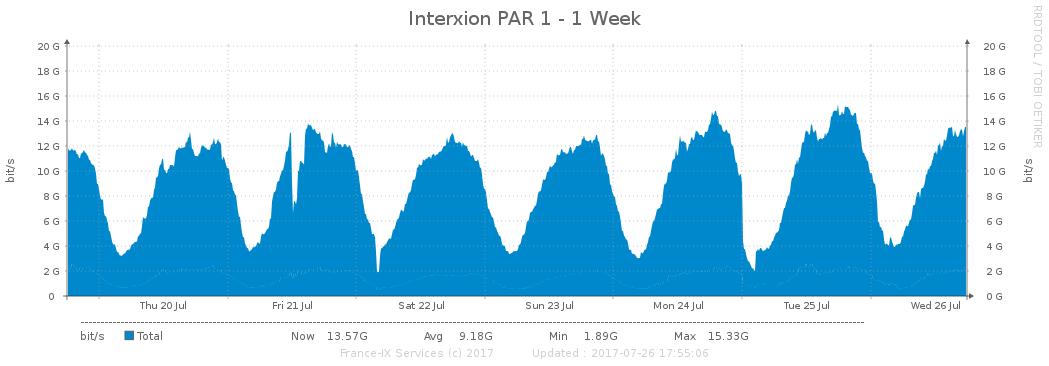 Interxion PAR 1 - 1 Week
RRDTOOL / TOBI OETIKER
bit/s
20 G
18 G
16 G
14 G
12 G
10 G
8 G
6 G
4 G
2 G
0
20 G
18 G
16 G
14 G
12 G
10 G
8 G
6 G
4 G
2 G
0 G
bit/s
Thu 20 Jul Fri 21 Jul Sat 22 Jul Sun 23 Jul Mon 24 Jul Tue 25 Jul Wed 26 Jul
bit/s Total Now 13.57G Avg 9.18G Min 1.89G Max 15.33G
France-IX Services (c) 2017 Updated : 2017-07-26 17:55:06